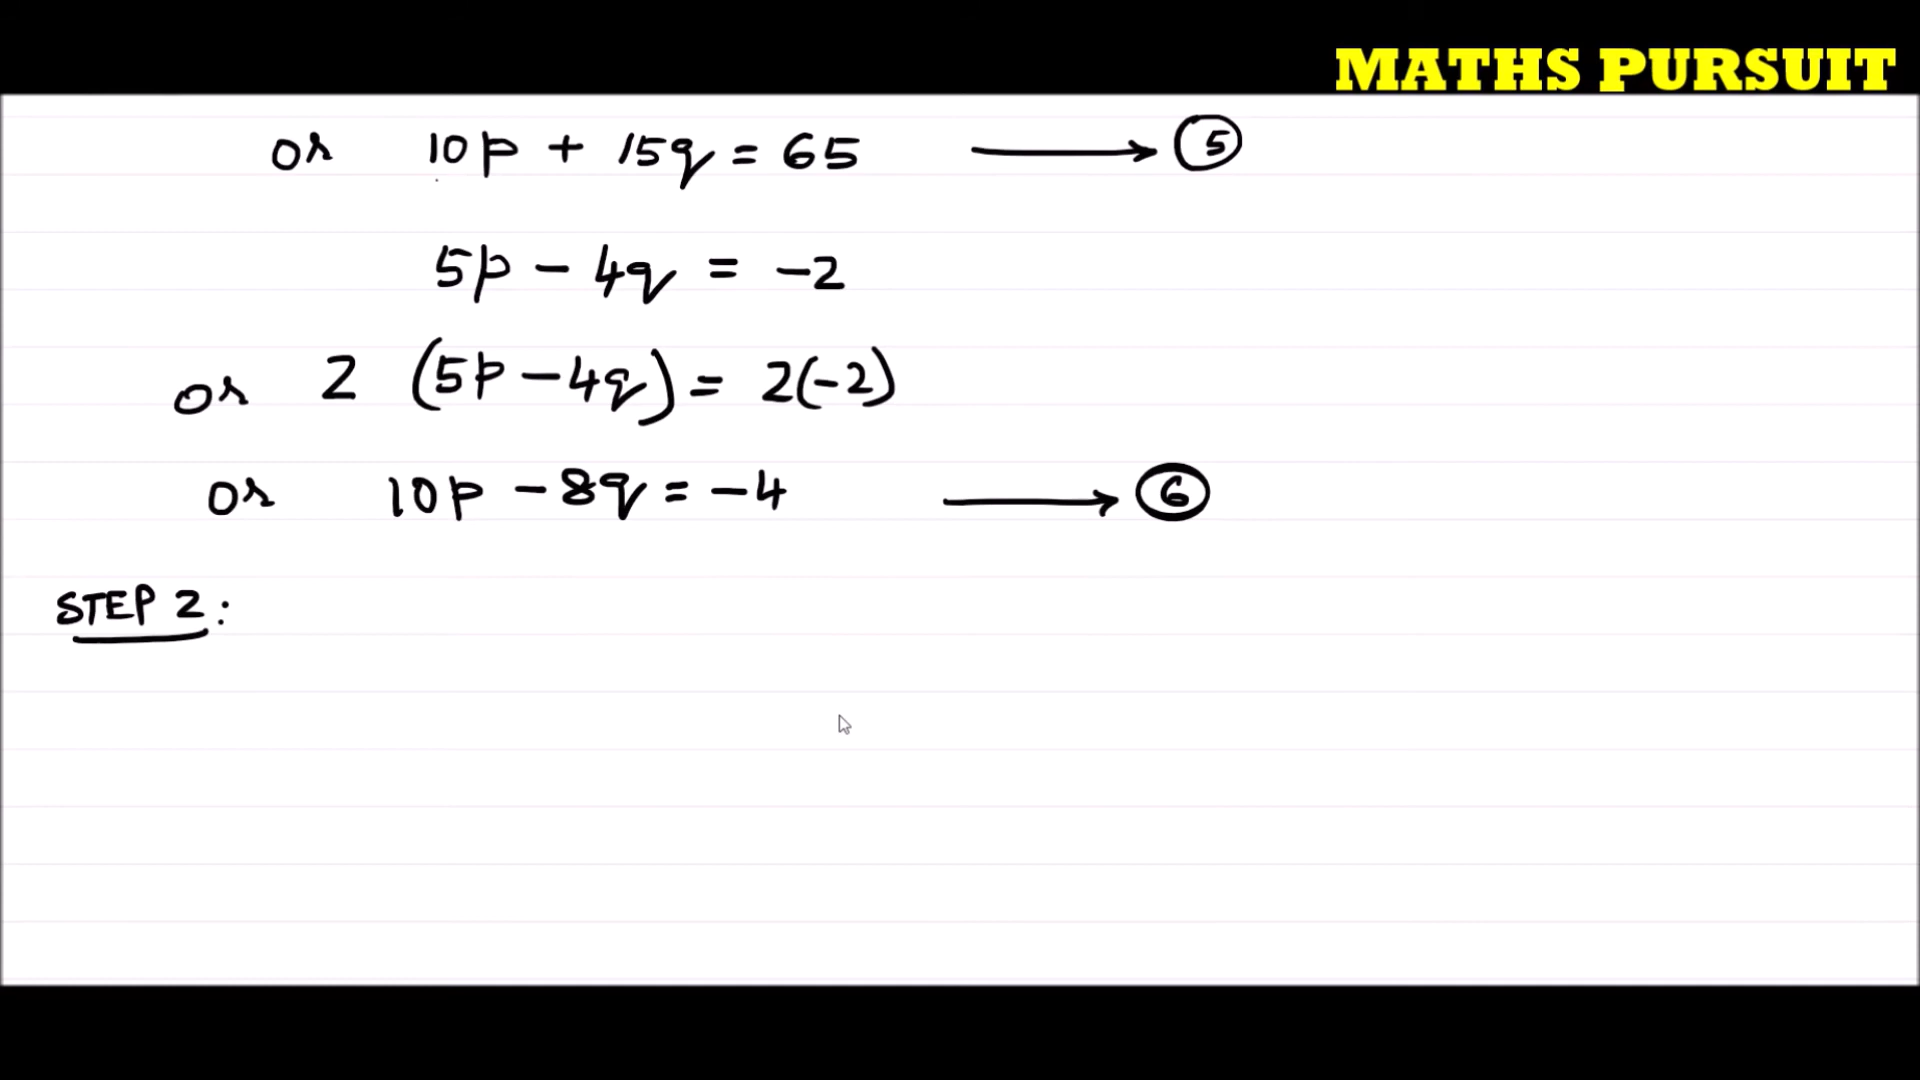 MATHS PURSUIT
or 10p + 15q = 65 ⟶ ⑤
5p - 4q = -2
or 2 (5p - 4q) = 2(-2)
or 10p - 8q = -4 ⟶ ⑥
STEP 2: